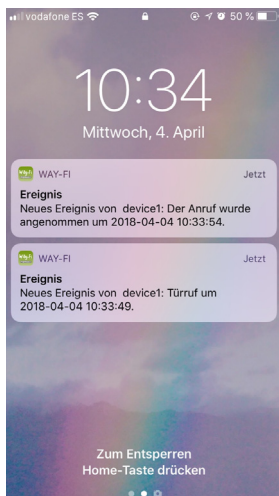 vodafone ES 50 %
10:34
Mittwoch, 4. April
WAY-FI Jetzt
Ereignis
Neues Ereignis von device1: Der Anruf wurde
angenommen um 2018-04-04 10:33:54.
WAY-FI Jetzt
Ereignis
Neues Ereignis von device1: Türruf um
2018-04-04 10:33:49.
Zum Entsperren
Home-Taste drücken